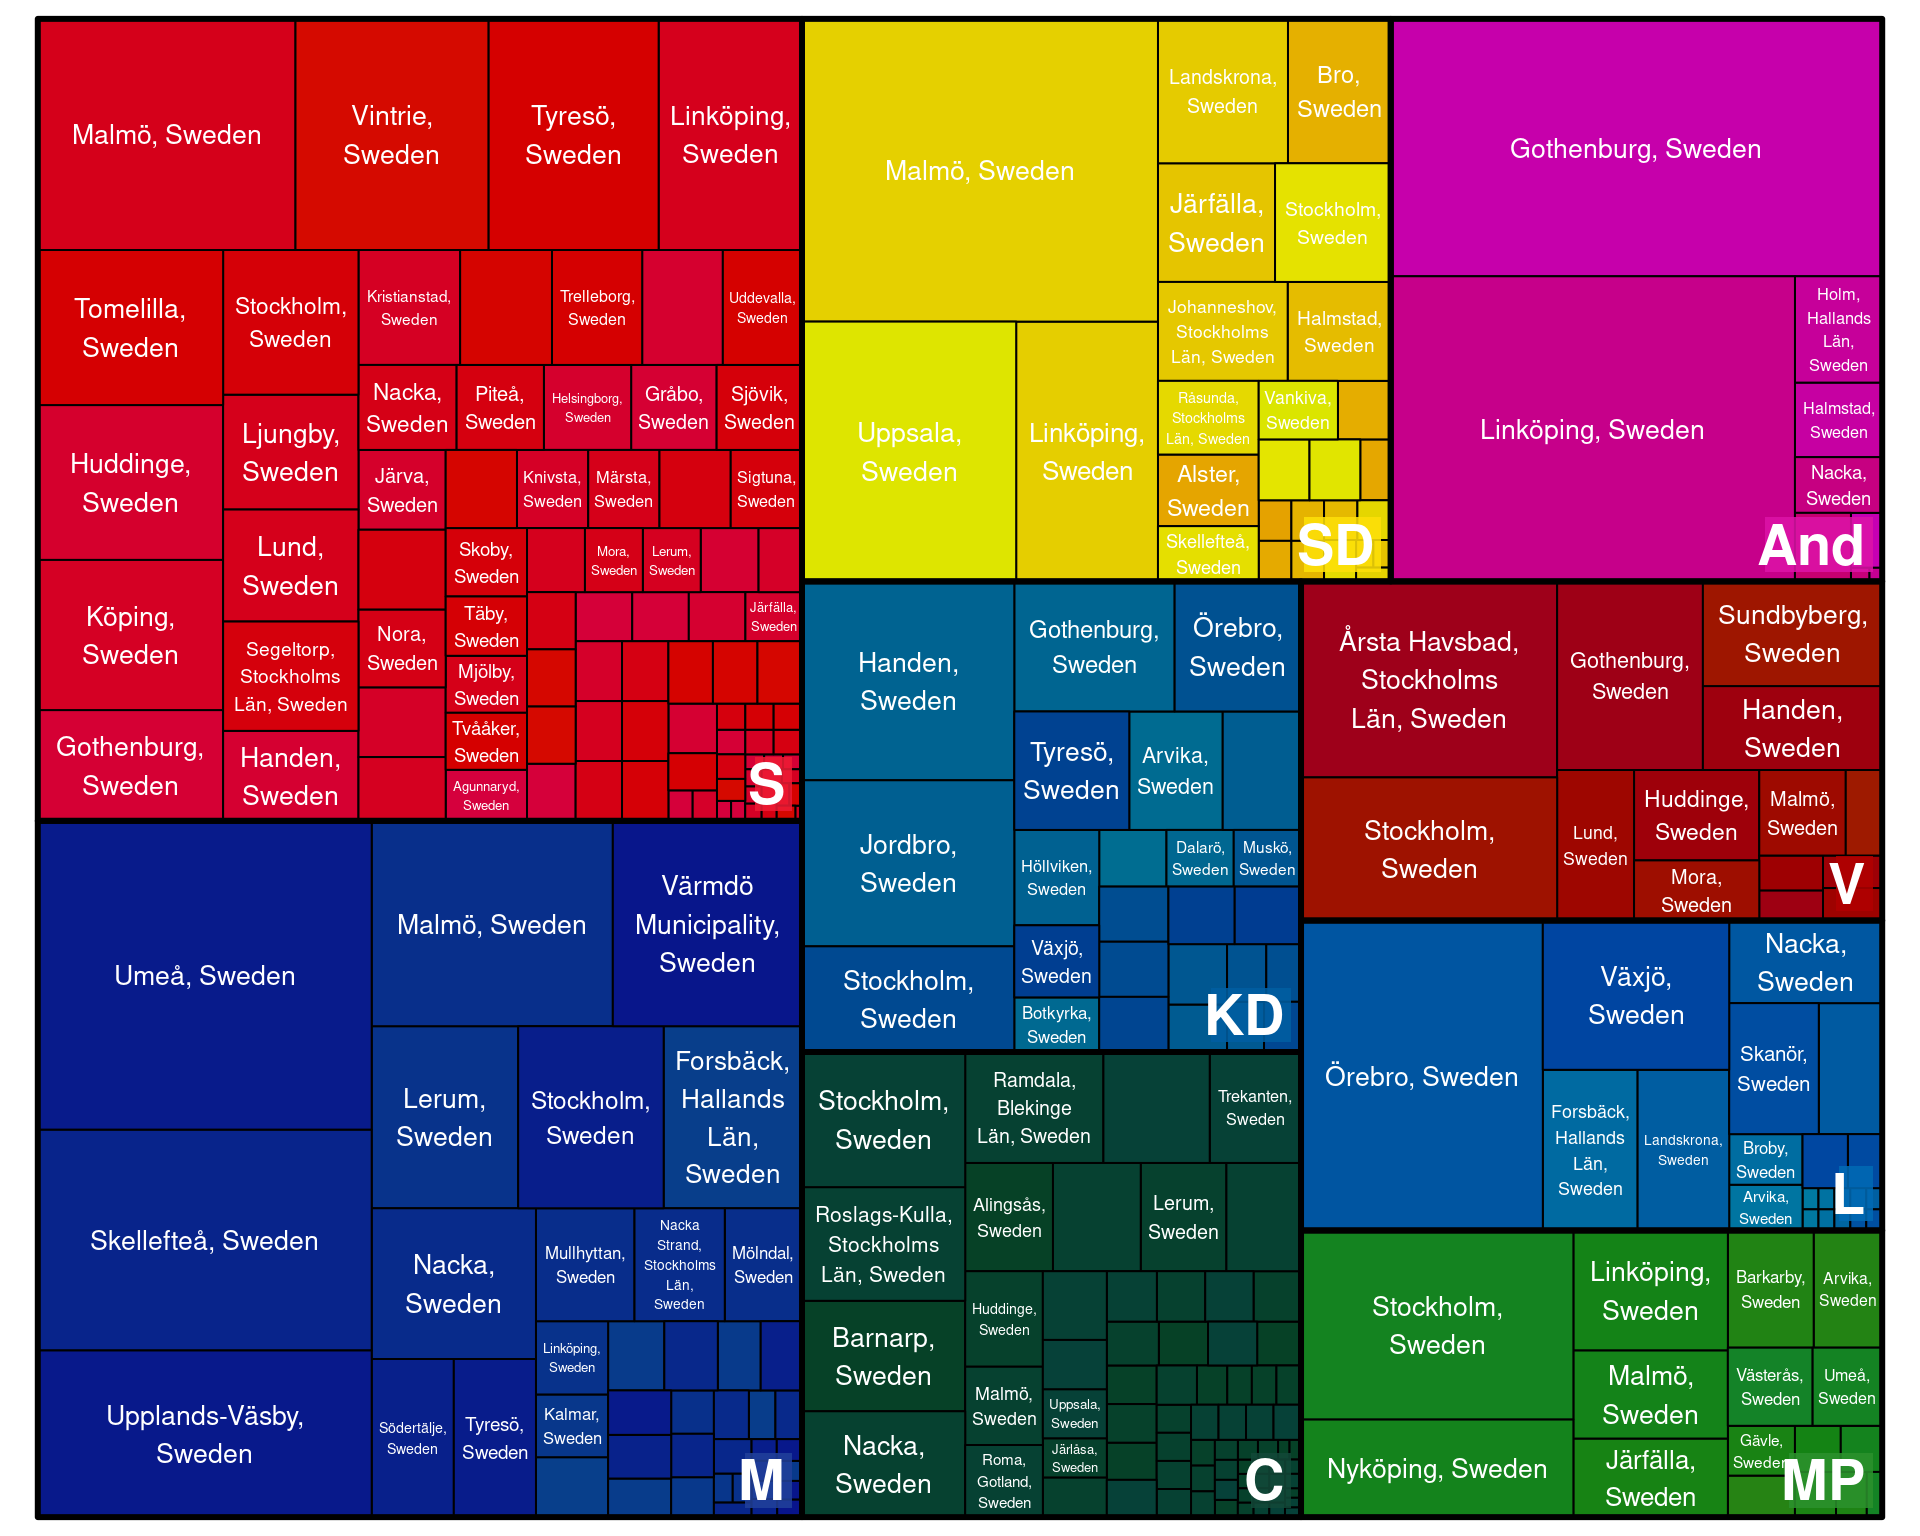 Malmö, Sweden
Vintrie,
Sweden
Tyresö,
Sweden
Linköping,
Sweden
Tomelilla,
Sweden
Stockholm,
Sweden
Kristianstad,
Sweden
Trelleborg,
Sweden
Uddevalla,
Sweden
Huddinge,
Sweden
Ljungby,
Sweden
Nacka,
Sweden
Piteå,
Sweden
Helsingborg,
Sweden
Gråbo,
Sweden
Sjövik,
Sweden
Järva,
Sweden
Knivsta,
Sweden
Märsta,
Sweden
Sigtuna,
Sweden
Köping,
Sweden
Lund,
Sweden
Skoby,
Sweden
Mora,
Sweden
Lerum,
Sweden
Segeltorp,
Stockholms
Län, Sweden
Nora,
Sweden
Täby,
Sweden
Järfälla,
Sweden
Mjölby,
Sweden
Gothenburg,
Sweden
Handen,
Sweden
Tvååker,
Sweden
Agunnaryd,
Sweden
S
Malmö, Sweden
Landskrona,
Sweden
Bro,
Sweden
Järfälla,
Sweden
Stockholm,
Sweden
Johanneshov,
Stockholms
Län, Sweden
Halmstad,
Sweden
Uppsala,
Sweden
Linköping,
Sweden
Råsunda,
Stockholms
Län, Sweden
Vankiva,
Sweden
Alster,
Sweden
Skellefteå,
Sweden
SD
Gothenburg, Sweden
Linköping, Sweden
Holm,
Hallands
Län,
Sweden
Halmstad,
Sweden
Nacka,
Sweden
And
Umeå, Sweden
Malmö, Sweden
Värmdö
Municipality,
Sweden
Lerum,
Sweden
Stockholm,
Sweden
Forsbäck,
Hallands
Län,
Sweden
Skellefteå, Sweden
Nacka,
Sweden
Mullhyttan,
Sweden
Nacka
Strand,
Stockholms
Län,
Sweden
Mölndal,
Sweden
Linköping,
Sweden
Upplands-Väsby,
Sweden
Södertälje,
Sweden
Tyresö,
Sweden
Kalmar,
Sweden
M
Handen,
Sweden
Gothenburg,
Sweden
Örebro,
Sweden
Tyresö,
Sweden
Arvika,
Sweden
Jordbro,
Sweden
Höllviken,
Sweden
Dalarö,
Sweden
Muskö,
Sweden
Växjö,
Sweden
Stockholm,
Sweden
Botkyrka,
Sweden
KD
Stockholm,
Sweden
Ramdala,
Blekinge
Län, Sweden
Trekanten,
Sweden
Roslags-Kulla,
Stockholms
Län, Sweden
Alingsås,
Sweden
Lerum,
Sweden
Barnarp,
Sweden
Huddinge,
Sweden
Malmö,
Sweden
Uppsala,
Sweden
Nacka,
Sweden
Roma,
Gotland,
Sweden
Järlåsa,
Sweden
C
Årsta Havsbad,
Stockholms
Län, Sweden
Gothenburg,
Sweden
Sundbyberg,
Sweden
Handen,
Sweden
Stockholm,
Sweden
Lund,
Sweden
Huddinge,
Sweden
Malmö,
Sweden
Mora,
Sweden
V
Örebro, Sweden
Växjö,
Sweden
Nacka,
Sweden
Skanör,
Sweden
Forsbäck,
Hallands
Län,
Sweden
Landskrona,
Sweden
Broby,
Sweden
Arvika,
Sweden
L
Stockholm,
Sweden
Linköping,
Sweden
Barkarby,
Sweden
Arvika,
Sweden
Malmö,
Sweden
Västerås,
Sweden
Umeå,
Sweden
Nyköping, Sweden
Järfälla,
Sweden
Gävle,
Sweden
MP